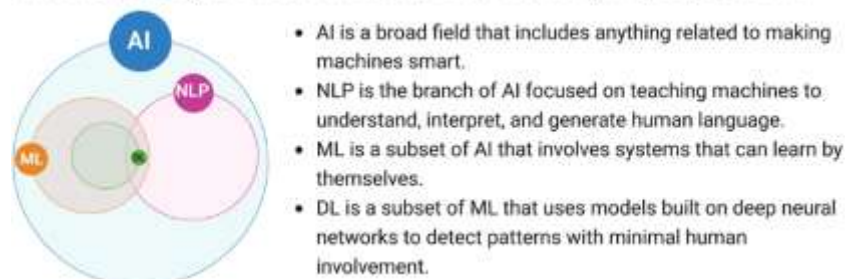 AI
NLP
ML
• AI is a broad field that includes anything related to making
machines smart.
• NLP is the branch of AI focused on teaching machines to
understand, interpret, and generate human language.
• ML is a subset of AI that involves systems that can learn by
themselves.
• DL is a subset of ML that uses models built on deep neural
networks to detect patterns with minimal human
involvement.